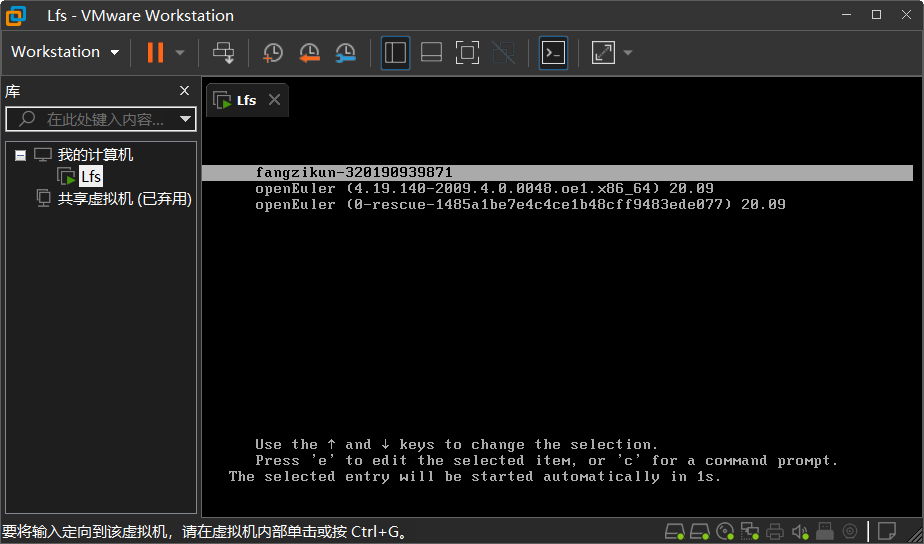 Lfs - VMware Workstation
Workstation
库
在此处键入内容...
我的计算机
Lfs
共享虚拟机 (已弃用)
Lfs
fangzikun-320190939871
openEuler (4.19.140-2009.4.0.0048.oe1.x86_64) 20.09
openEuler (0-rescue-1485a1be7e4c4ce1b48cff9483ede077) 20.09
Use the ↑ and ↓ keys to change the selection.
Press 'e' to edit the selected item, or 'c' for a command prompt.
The selected entry will be started automatically in 1s.
要将输入定向到该虚拟机，请在虚拟机内部单击或按 Ctrl+G。